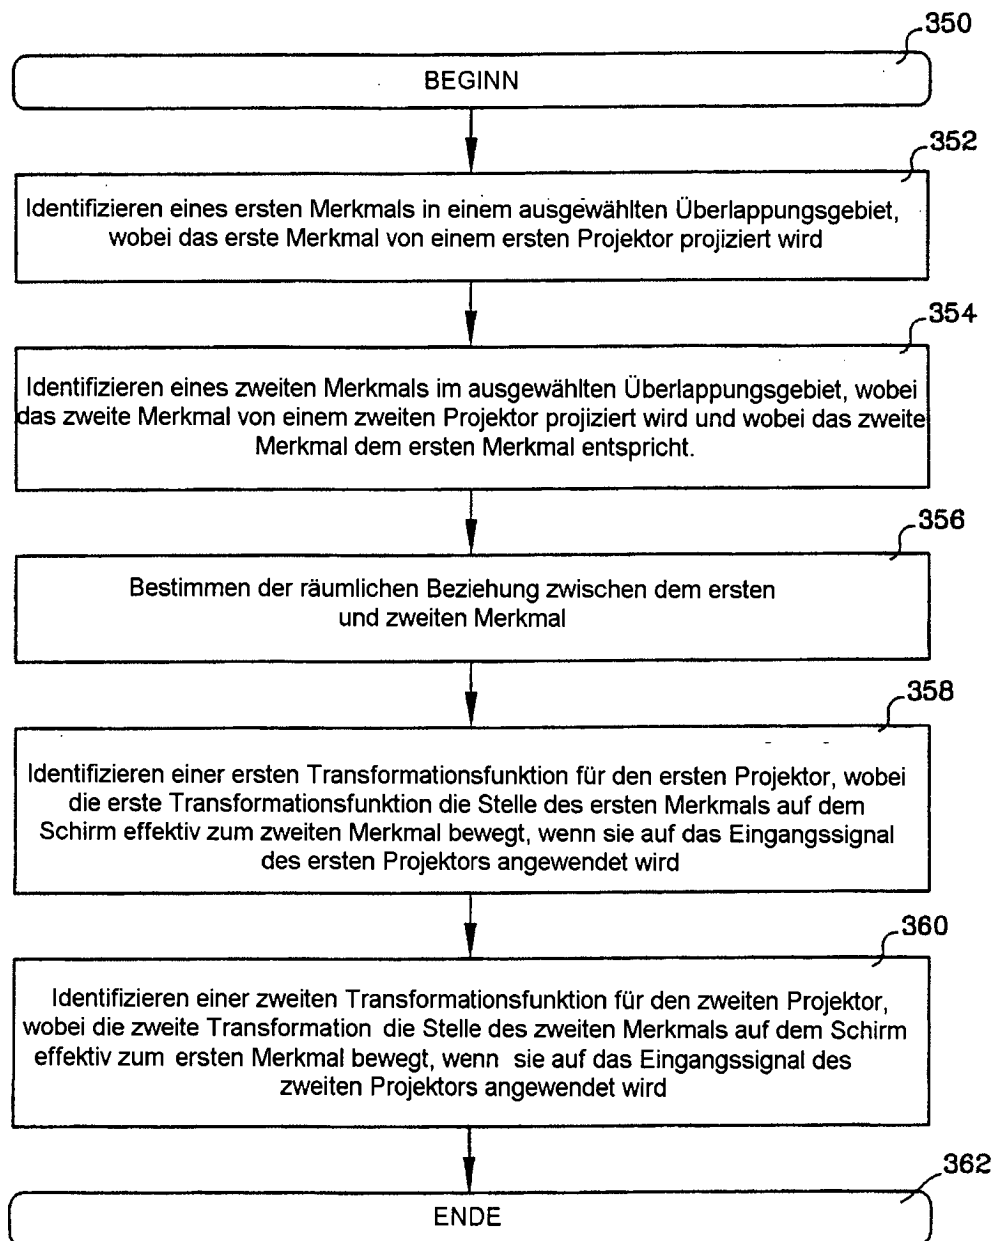 350
BEGINN
352
Identifizieren eines ersten Merkmals in einem ausgewählten Überlappungsgebiet,
wobei das erste Merkmal von einem ersten Projektor projiziert wird
354
Identifizieren eines zweiten Merkmals im ausgewählten Überlappungsgebiet, wobei
das zweite Merkmal von einem zweiten Projektor projiziert wird und wobei das zweite
Merkmal dem ersten Merkmal entspricht.
356
Bestimmen der räumlichen Beziehung zwischen dem ersten
und zweiten Merkmal
358
Identifizieren einer ersten Transformationsfunktion für den ersten Projektor, wobei
die erste Transformationsfunktion die Stelle des ersten Merkmals auf dem
Schirm effektiv zum zweiten Merkmal bewegt, wenn sie auf das Eingangssignal
des ersten Projektors angewendet wird
360
Identifizieren einer zweiten Transformationsfunktion für den zweiten Projektor,
wobei die zweite Transformation die Stelle des zweiten Merkmals auf dem Schirm
effektiv zum ersten Merkmal bewegt, wenn sie auf das Eingangssignal des
zweiten Projektors angewendet wird
362
ENDE